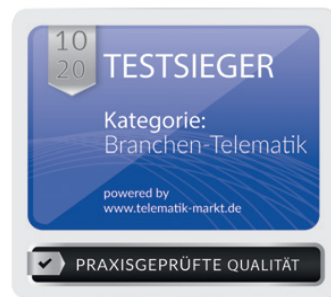 10
20
TESTSIEGER
Kategorie:
Branchen-Telematik
powered by
www.telematik-markt.de
PRAXISGEPRÜFTE QUALITÄT